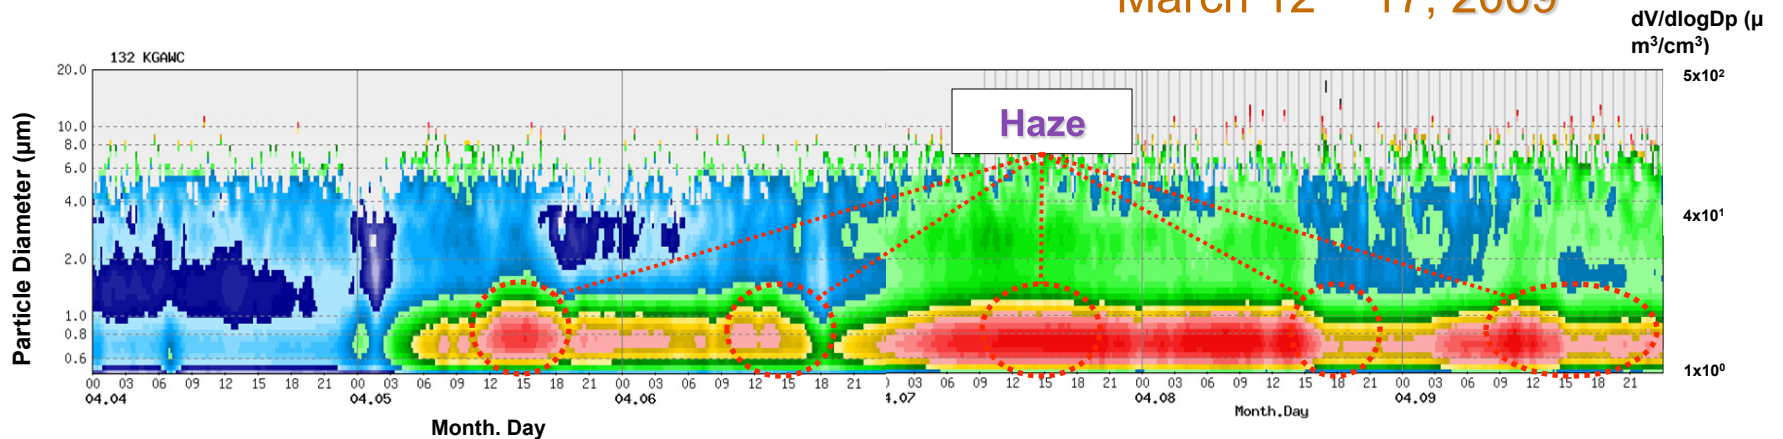 March 12 – 17, 2009
dV/dlogDp (μ
m³/cm³)
132 KGAWC
Particle Diameter (μm)
20.0
10.0
8.0
6.0
4.0
2.0
1.0
0.8
0.6
Haze
5x10²
4x10¹
1x10⁰
00 03 06 09 12 15 18 21 00 03 06 09 12 15 18 21 00 03 06 09 12 15 18 21 03 06 09 12 15 18 21 00 03 06 09 12 15 18 21 00 03 06 09 12 15 18 21
04.04 04.05 04.06 4.07 04.08 04.09
Month.Day
Month. Day